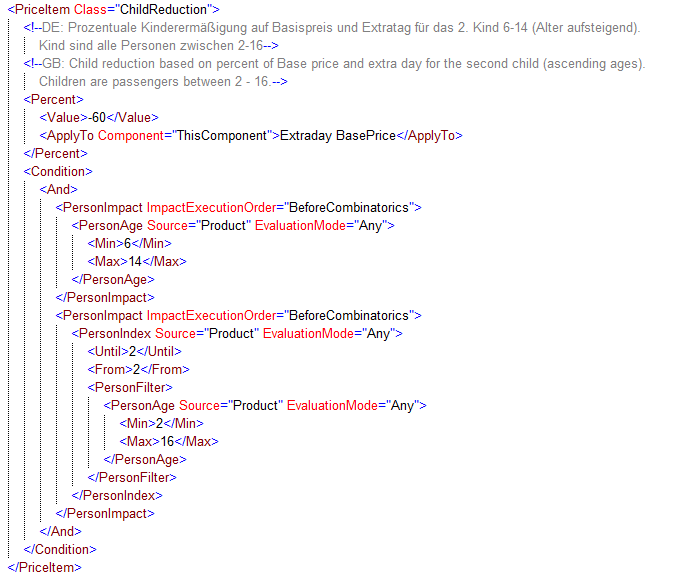 <PriceItem Class="ChildReduction">
<!--DE: Prozentuale Kinderermäßigung auf Basispreis und Extratag für das 2. Kind 6-14 (Alter aufsteigend).
Kind sind alle Personen zwischen 2-16-->
<!--GB: Child reduction based on percent of Base price and extra day for the second child (ascending ages).
Children are passengers between 2 - 16.-->
<Percent>
<Value>-60</Value>
<ApplyTo Component="ThisComponent">Extraday BasePrice</ApplyTo>
</Percent>
<Condition>
<And>
<PersonImpact ImpactExecutionOrder="BeforeCombinatorics">
<PersonAge Source="Product" EvaluationMode="Any">
<Min>6</Min>
<Max>14</Max>
</PersonAge>
</PersonImpact>
<PersonImpact ImpactExecutionOrder="BeforeCombinatorics">
<PersonIndex Source="Product" EvaluationMode="Any">
<Until>2</Until>
<From>2</From>
<PersonFilter>
<PersonAge Source="Product" EvaluationMode="Any">
<Min>2</Min>
<Max>16</Max>
</PersonAge>
</PersonFilter>
</PersonIndex>
</PersonImpact>
</And>
</Condition>
</PriceItem>